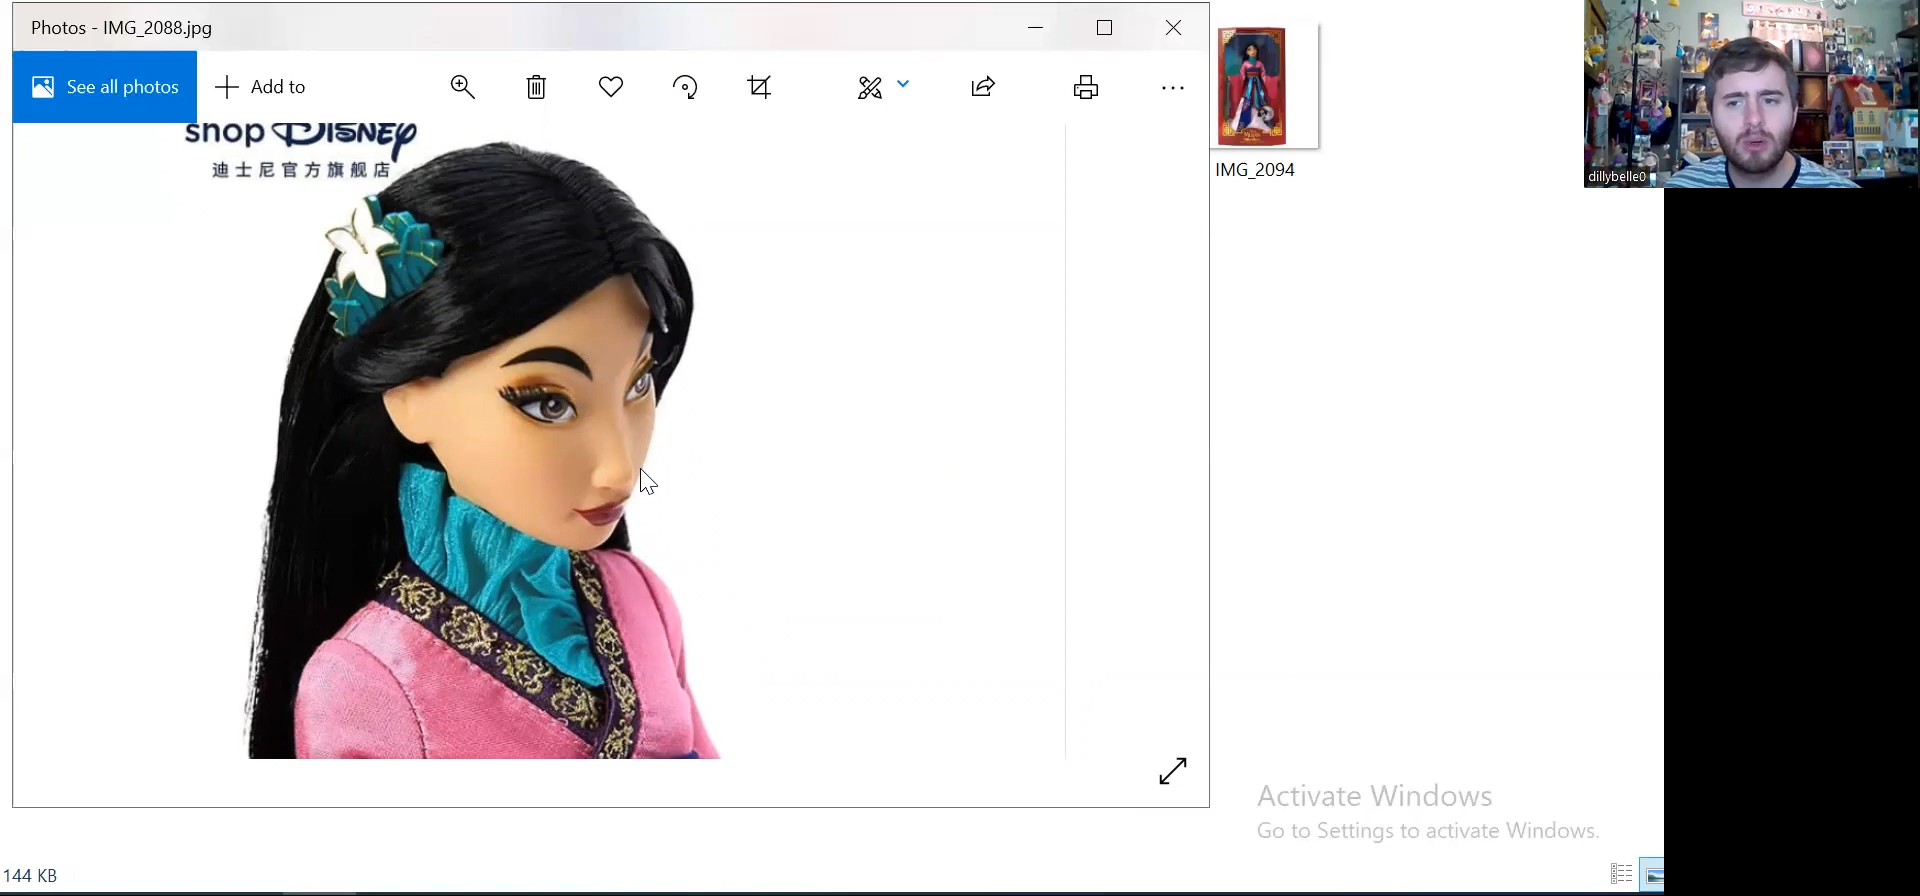 Photos - IMG_2088.jpg
See all photos
Add to
shop Disney
迪士尼官方旗舰店
IMG_2094
dillybelle0
Activate Windows
Go to Settings to activate Windows.
144 KB